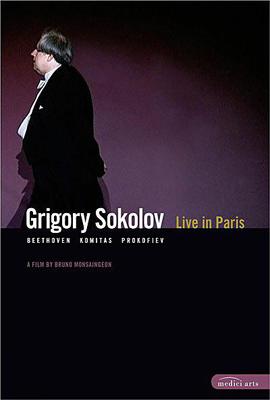 Grigory Sokolov Live in Paris
BEETHOVEN KOMITAS PROKOFIEV
A FILM BY BRUNO MONSAINGEON
medici arts